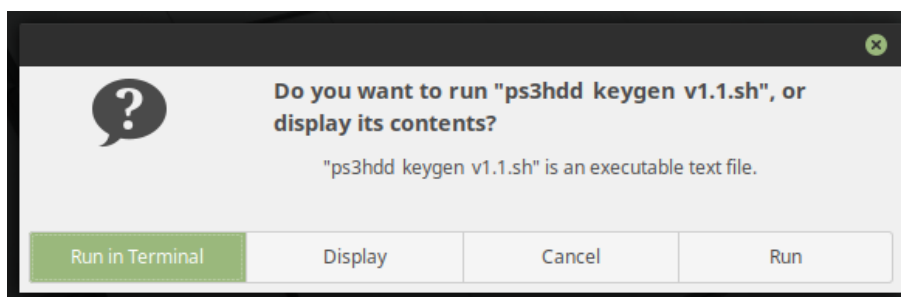 Do you want to run "ps3hdd keygen v1.1.sh", or
display its contents?
"ps3hdd keygen v1.1.sh" is an executable text file.
Run in Terminal
Display
Cancel
Run